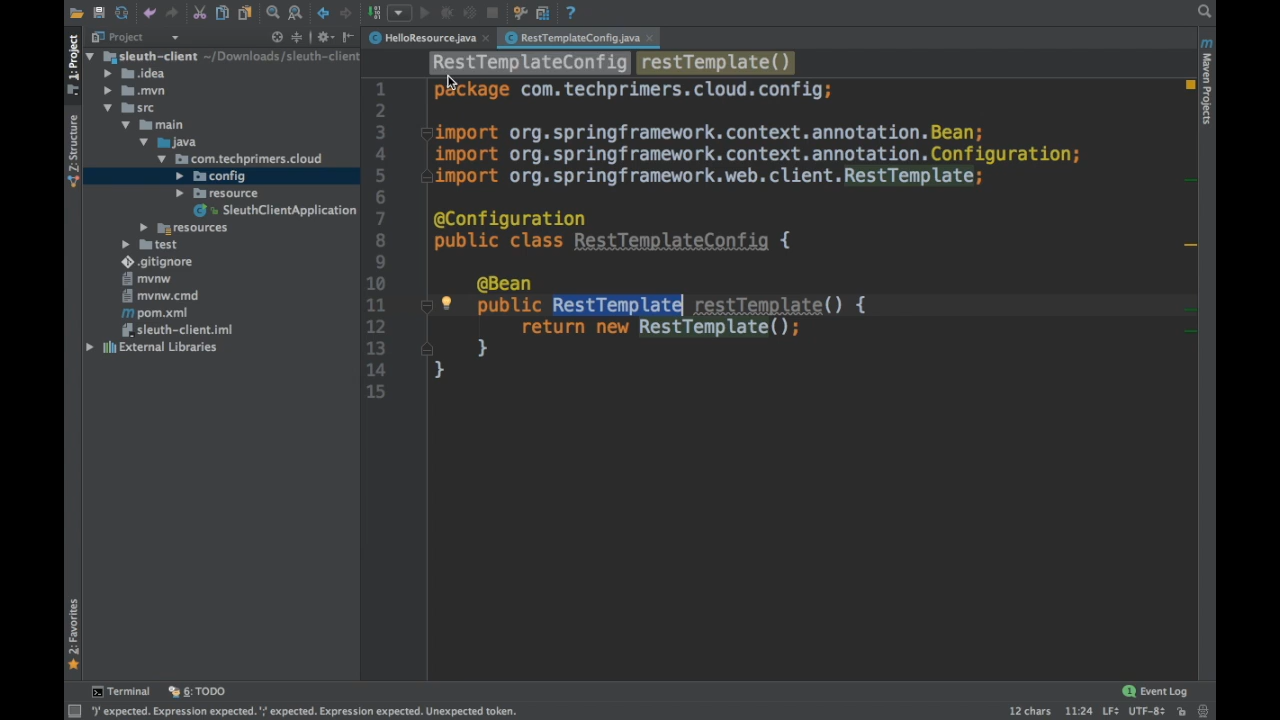 Project
HelloResource.java
RestTemplateConfig.java
1: Project
Z: Structure
2: Favorites
Maven Projects
sleuth-client ~/Downloads/sleuth-client
.idea
.mvn
src
main
java
com.techprimers.cloud
config
resource
SleuthClientApplication
resources
test
.gitignore
mvnw
mvnw.cmd
pom.xml
sleuth-client.iml
External Libraries
RestTemplateConfig restTemplate()
1 package com.techprimers.cloud.config;
2
3 import org.springframework.context.annotation.Bean;
4 import org.springframework.context.annotation.Configuration;
5 import org.springframework.web.client.RestTemplate;
6
7 @Configuration
8 public class RestTemplateConfig {
9
10 @Bean
11 public RestTemplate restTemplate() {
12 return new RestTemplate();
13 }
14 }
15
Terminal 6: TODO 1 Event Log
')' expected. Expression expected. ';' expected. Expression expected. Unexpected token. 12 chars 11:24 LF÷ UTF-8÷